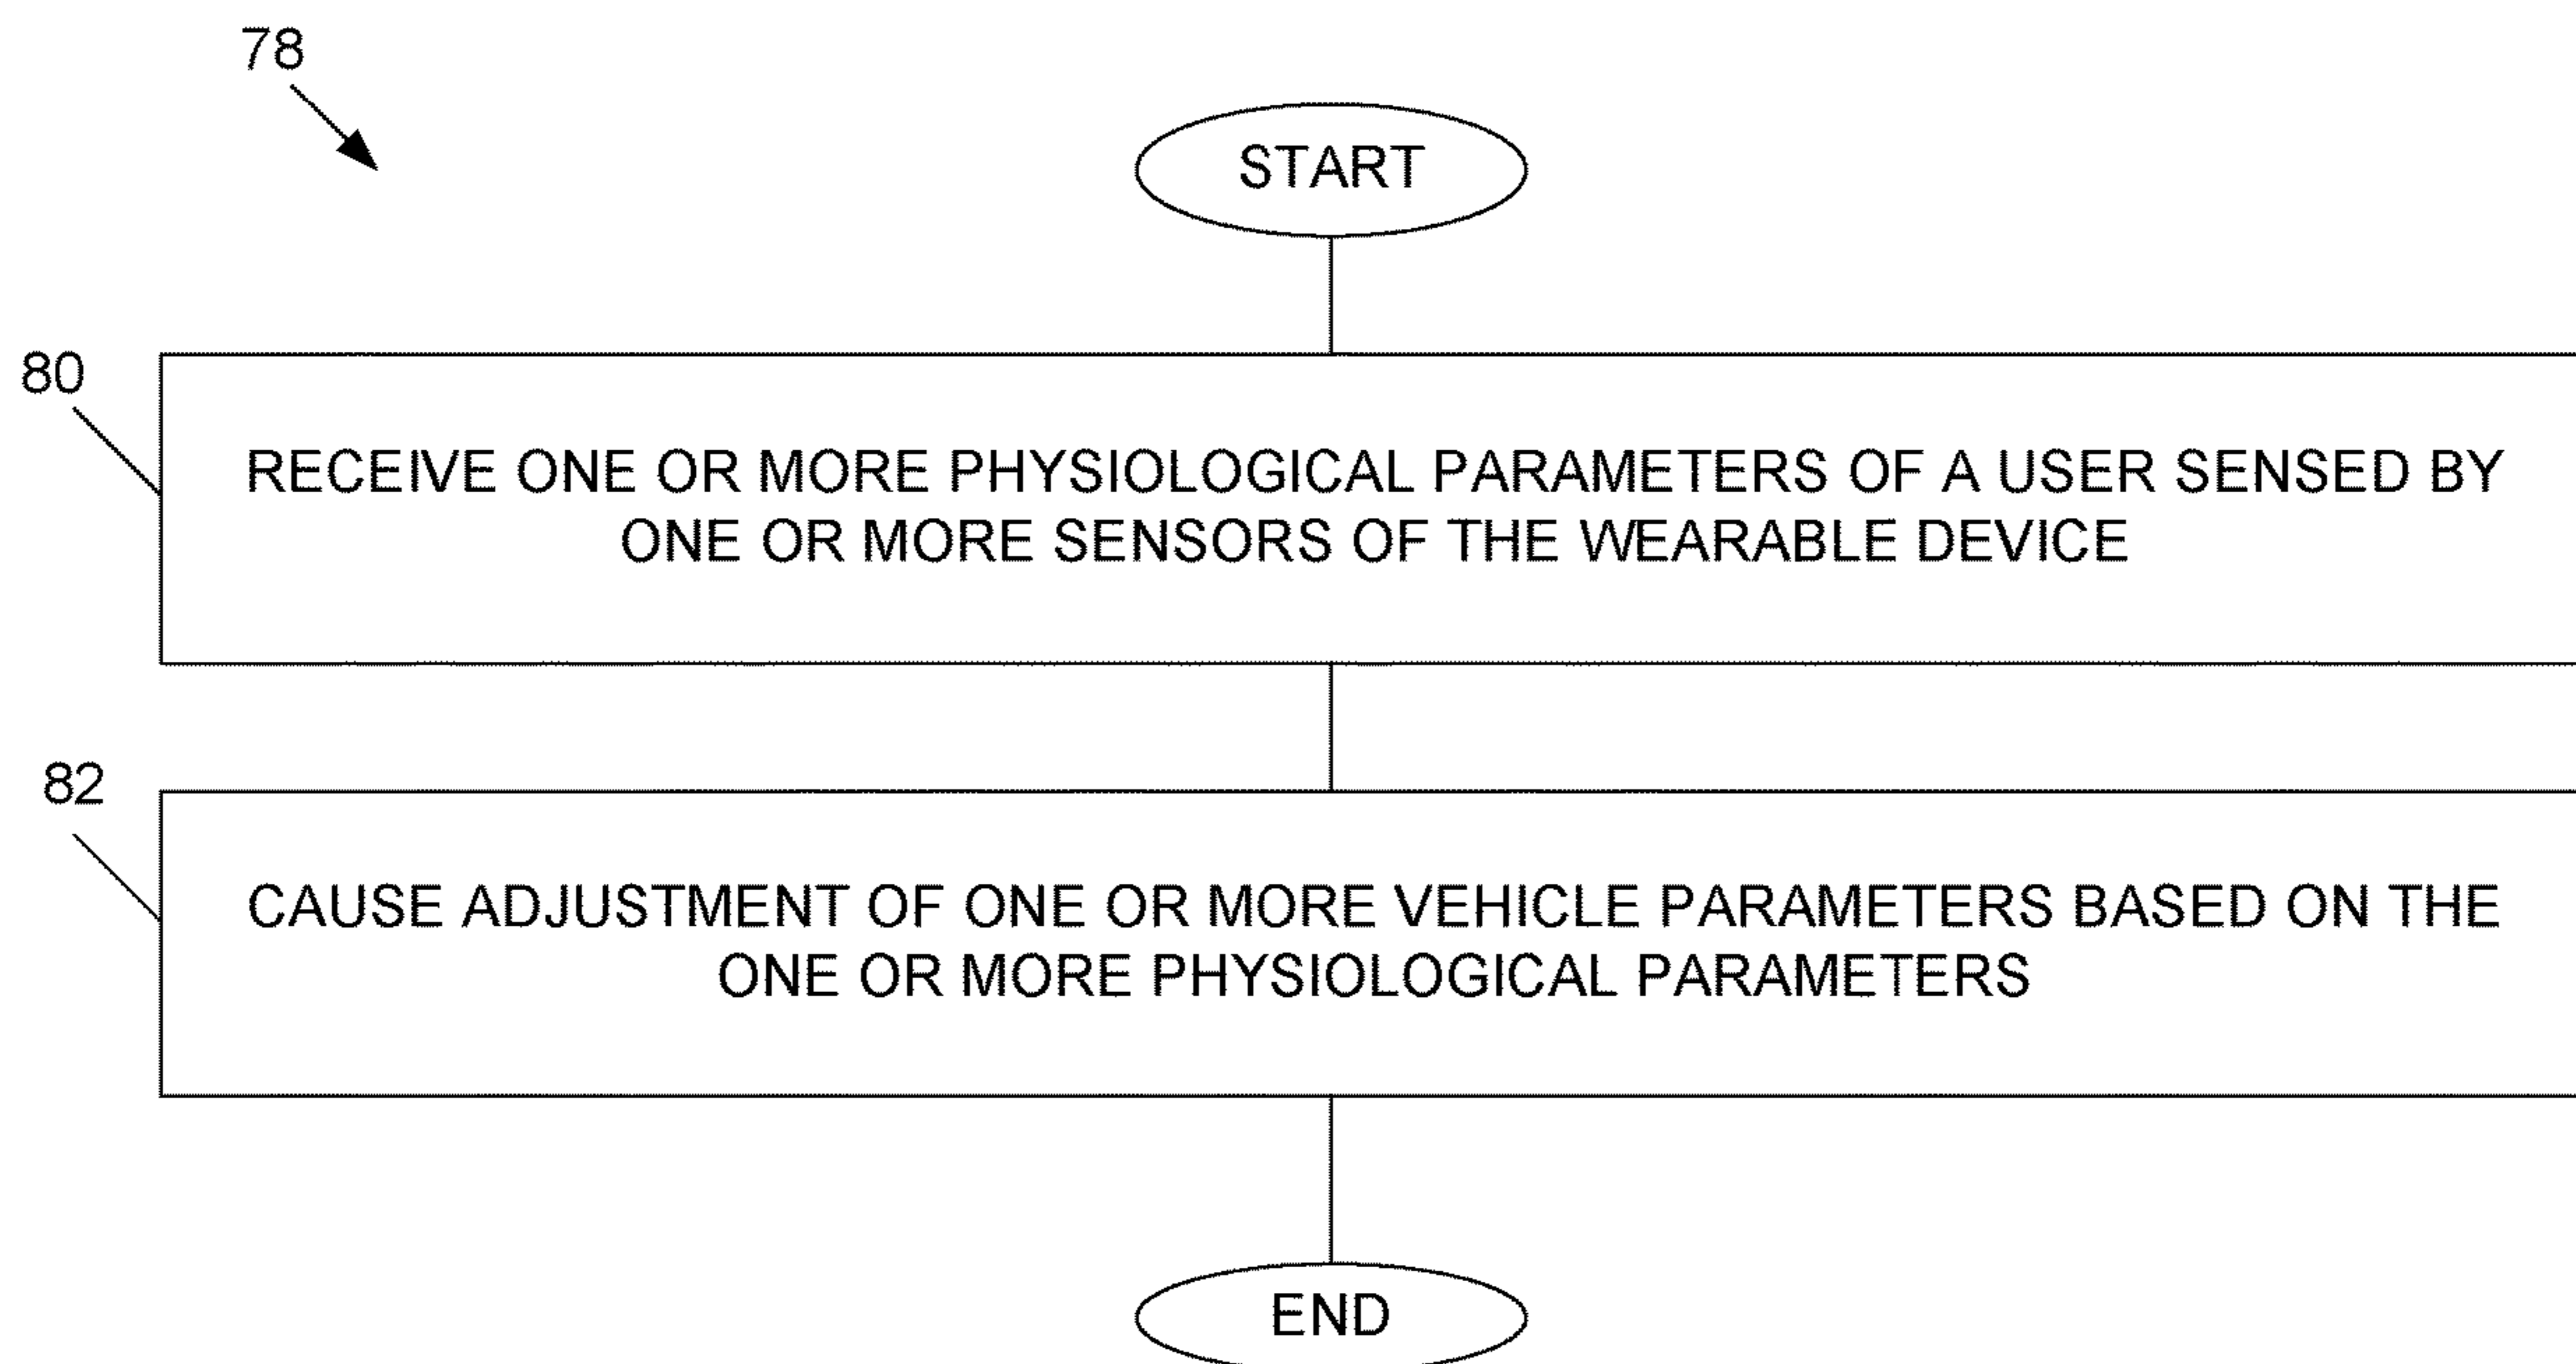 78
START
80
RECEIVE ONE OR MORE PHYSIOLOGICAL PARAMETERS OF A USER SENSED BY
ONE OR MORE SENSORS OF THE WEARABLE DEVICE
82
CAUSE ADJUSTMENT OF ONE OR MORE VEHICLE PARAMETERS BASED ON THE
ONE OR MORE PHYSIOLOGICAL PARAMETERS
END